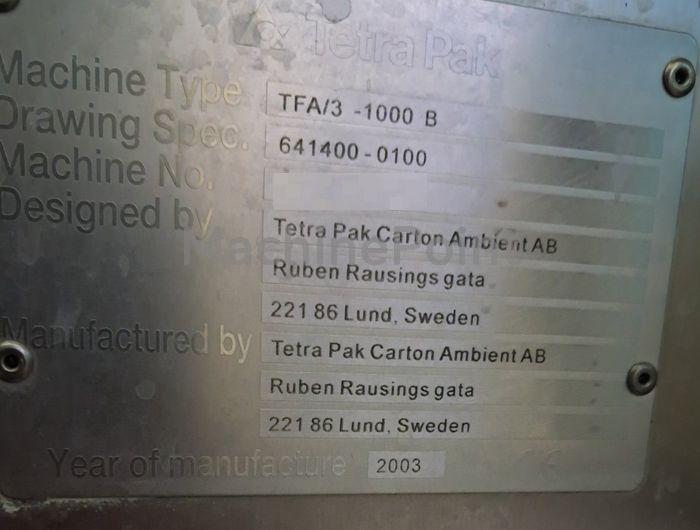 Tetra Pak
Machine Type TFA/3 -1000 B
Drawing Spec. 641400-0100
Machine No.
Designed by Tetra Pak Carton Ambient AB
MachinePoint
Ruben Rausings gata
221 86 Lund, Sweden
Manufactured by Tetra Pak Carton Ambient AB
Ruben Rausings gata
221 86 Lund, Sweden
Year of manufacture 2003 CE